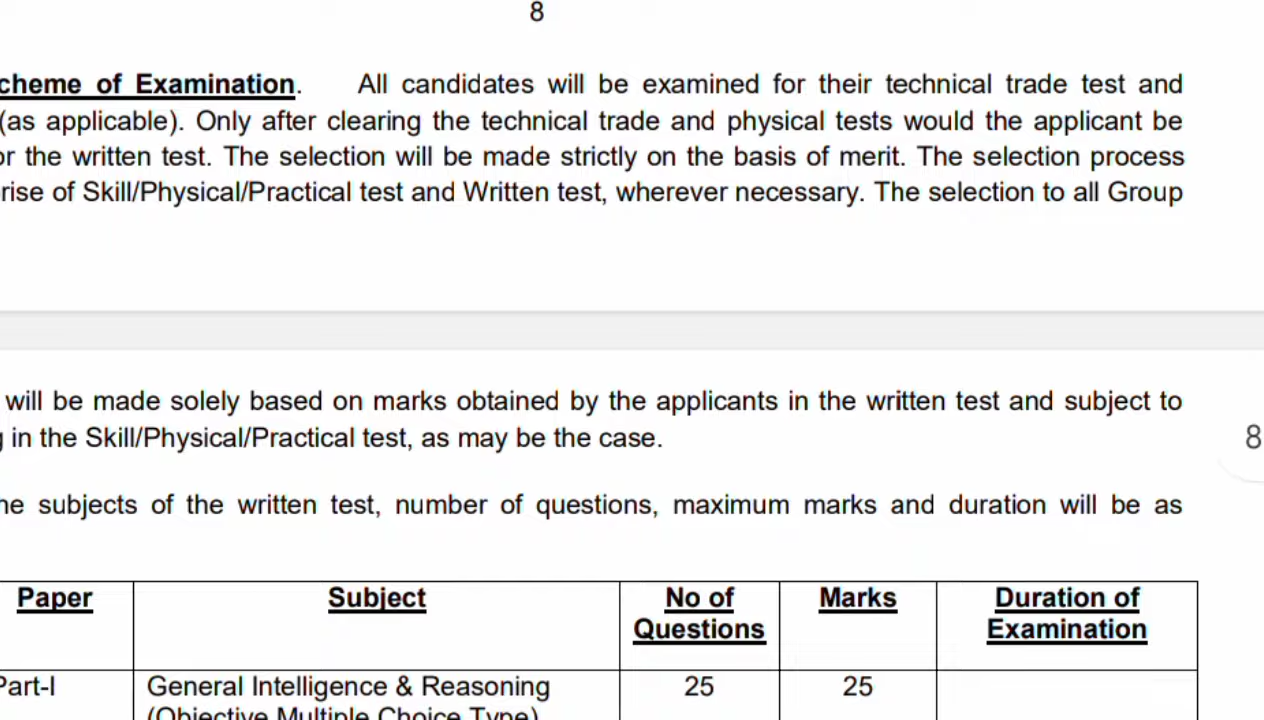 8
cheme of Examination. All candidates will be examined for their technical trade test and
(as applicable). Only after clearing the technical trade and physical tests would the applicant be
or the written test. The selection will be made strictly on the basis of merit. The selection process
rise of Skill/Physical/Practical test and Written test, wherever necessary. The selection to all Group
will be made solely based on marks obtained by the applicants in the written test and subject to
in the Skill/Physical/Practical test, as may be the case.
8
he subjects of the written test, number of questions, maximum marks and duration will be as
Paper Subject No of Questions Marks Duration of Examination
Part-I General Intelligence & Reasoning 25 25
(Objective Multiple Choice Type)